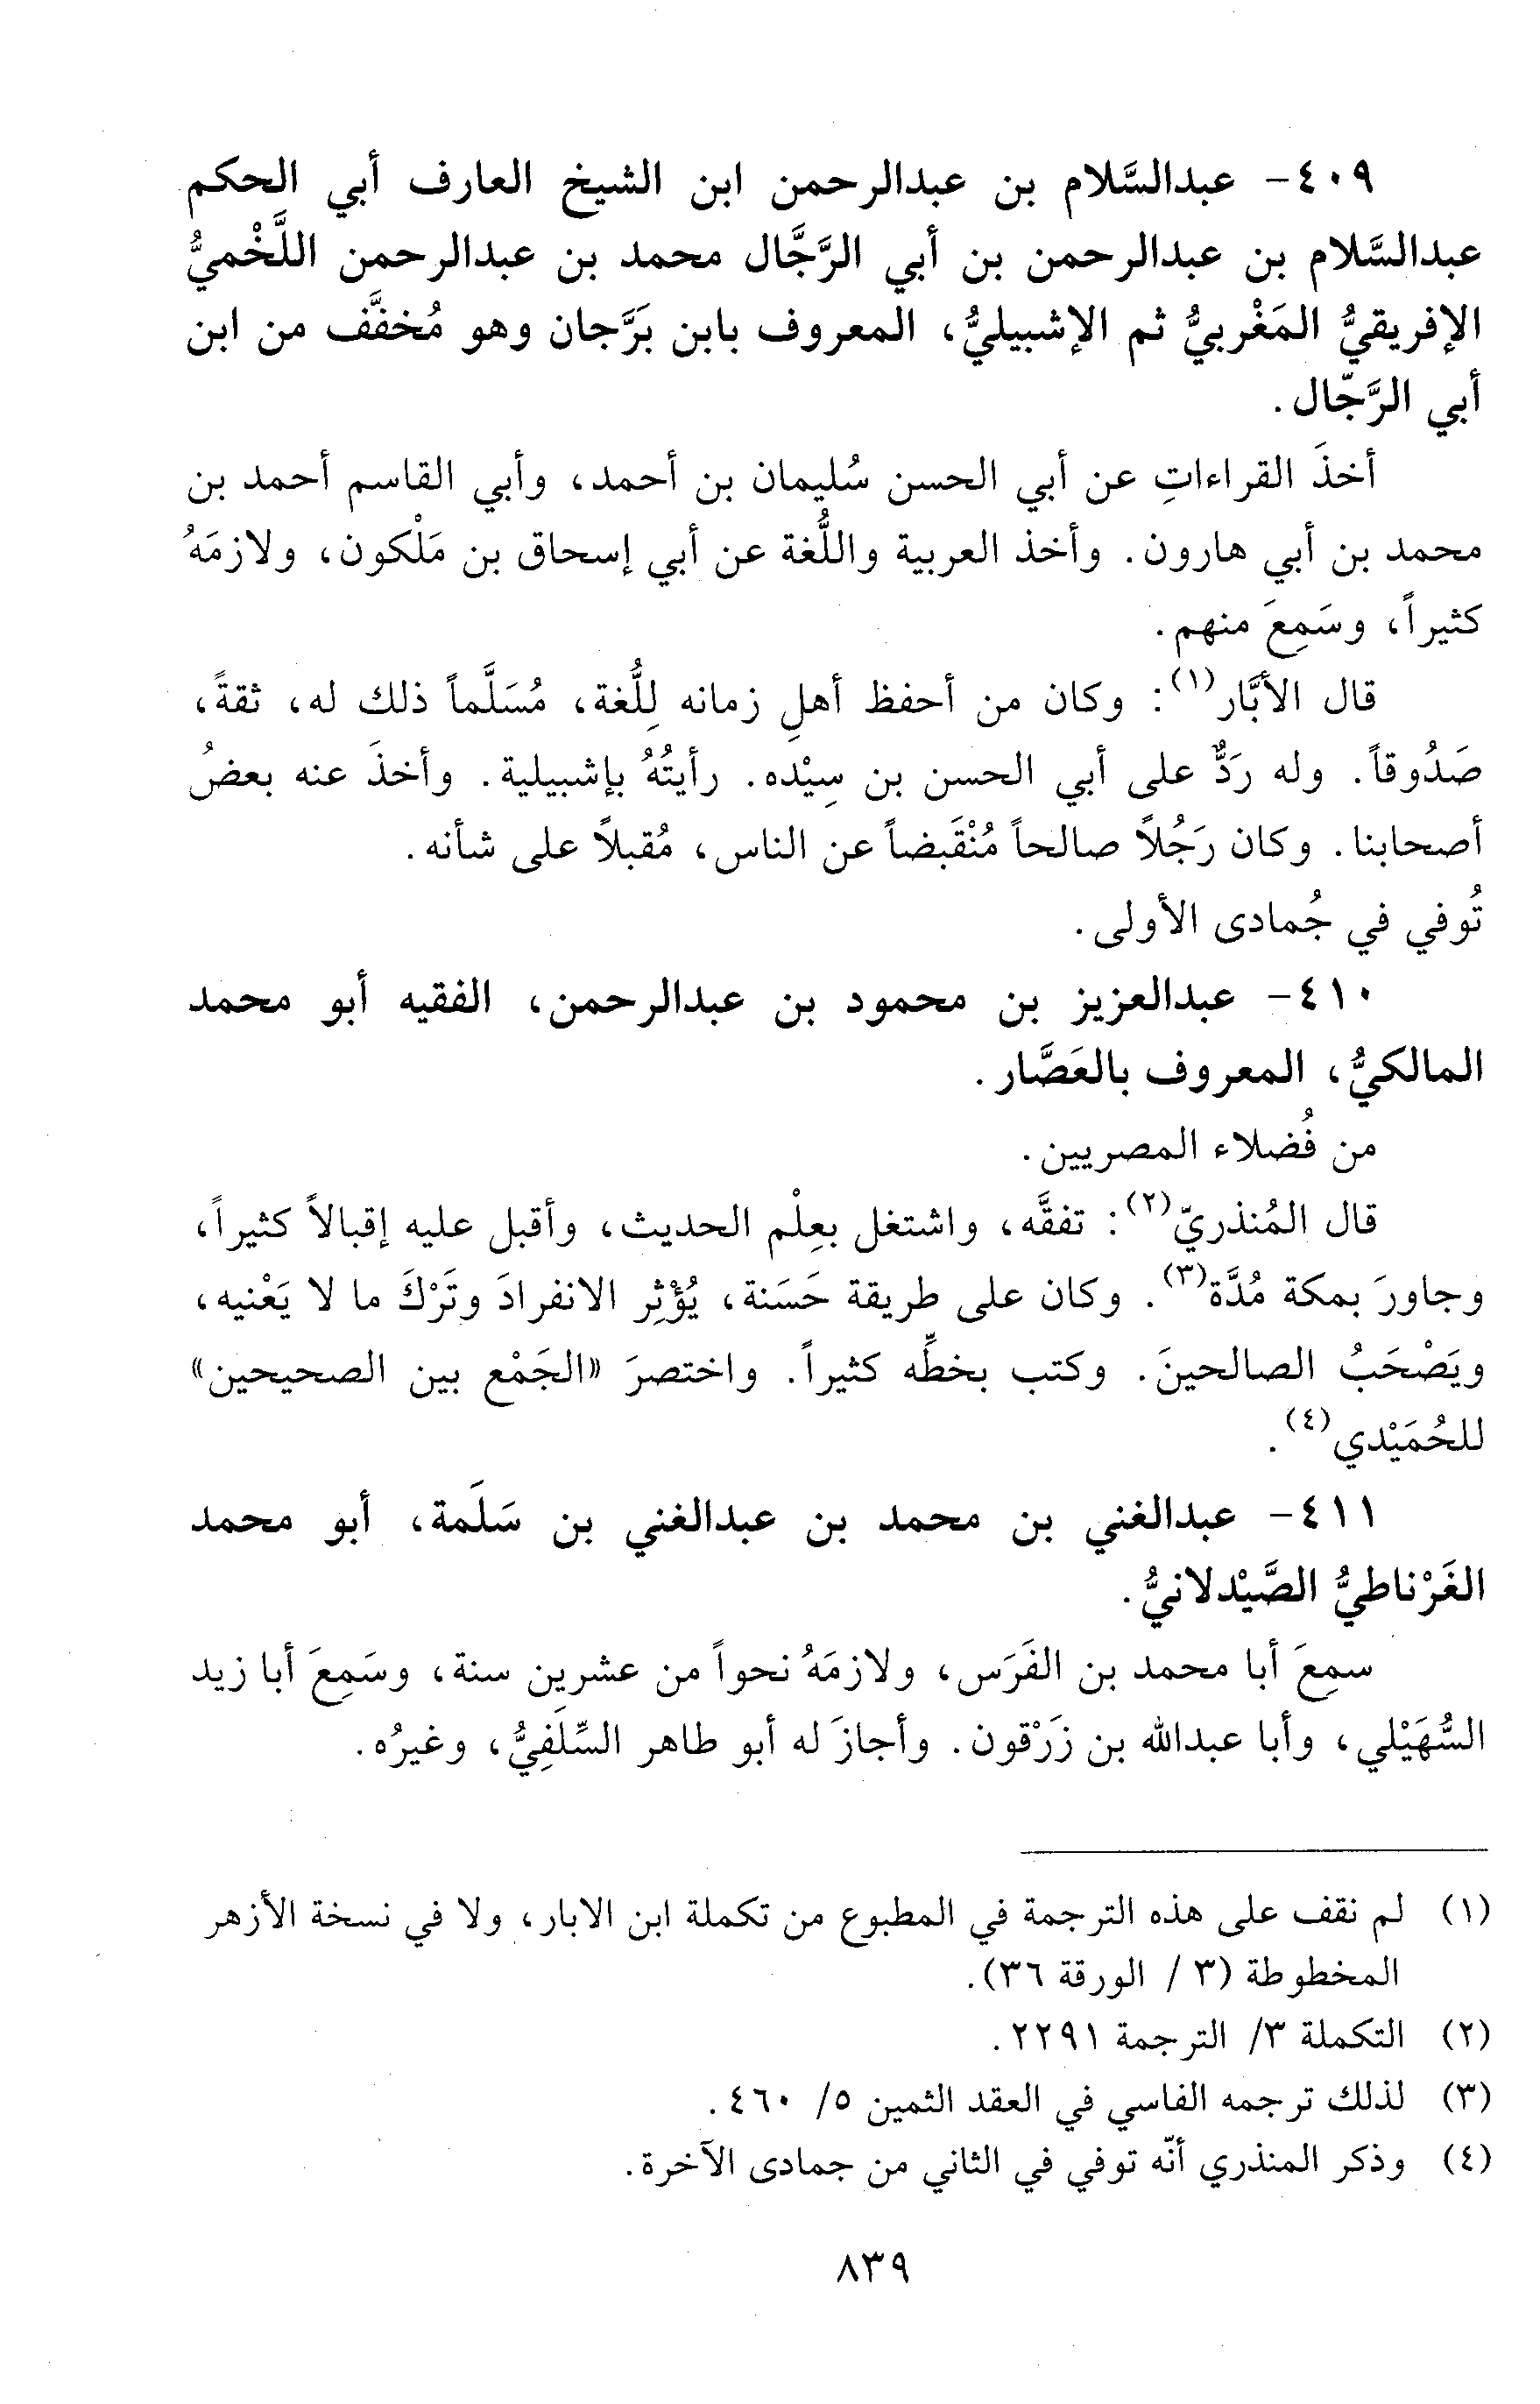 ٤٠٩- عبدالسَّلام بن عبدالرحمن ابن الشيخ العارف أبي الحكم
عبدالسَّلام بن عبدالرحمن بن أبي الرَّجَّال محمد بن عبدالرحمن اللَّخْميُّ
الإفريقيُّ المَغْربيُّ ثم الإشبيليُّ، المعروف بابن بَرَّجان وهو مُخفَّف من ابن
أبي الرَّجّال.
أخذَ القراءاتِ عن أبي الحسن سُليمان بن أحمد، وأبي القاسم أحمد بن
محمد بن أبي هارون. وأخذ العربية واللُّغة عن أبي إسحاق بن مَلْكون، ولازمَهُ
كثيراً، وسَمِعَ منهم.
قال الأبَّار(١): وكان من أحفظ أهلِ زمانه لِلُّغة، مُسَلَّماً ذلك له، ثقةً،
صَدُوقاً. وله رَدٌّ على أبي الحسن بن سِيْده. رأيتُهُ بإشبيلية. وأخذَ عنه بعضُ
أصحابنا. وكان رَجُلاً صالحاً مُنْقَبضاً عن الناس، مُقبلاً على شأنه.
تُوفي في جُمادى الأولى.
٤١٠- عبدالعزيز بن محمود بن عبدالرحمن، الفقيه أبو محمد
المالكيُّ، المعروف بالعَصَّار.
من فُضلاء المصريين.
قال المُنذريّ(٢): تفقَّه، واشتغل بعِلْم الحديث، وأقبل عليه إقبالاً كثيراً،
وجاورَ بمكة مُدَّة(٣). وكان على طريقة حَسَنة، يُؤْثِر الانفرادَ وتَرْكَ ما لا يَعْنيه،
ويَصْحَبُ الصالحينَ. وكتب بخطِّه كثيراً. واختصرَ «الجَمْع بين الصحيحين»
للحُمَيْدي(٤).
٤١١- عبدالغني بن محمد بن عبدالغني بن سَلَمة، أبو محمد
الغَرْناطيُّ الصَّيْدلانيُّ.
سمِعَ أبا محمد بن الفَرَس، ولازمَهُ نحواً من عشرين سنة، وسَمِعَ أبا زيد
السُّهَيْلي، وأبا عبدالله بن زَرْقون. وأجازَ له أبو طاهر السِّلَفِيُّ، وغيرُه.
(١) لم نقف على هذه الترجمة في المطبوع من تكملة ابن الابار، ولا في نسخة الأزهر
المخطوطة (٣ / الورقة ٣٦).
(٢) التكملة ٣/ الترجمة ٢٢٩١.
(٣) لذلك ترجمه الفاسي في العقد الثمين ٥/ ٤٦٠.
(٤) وذكر المنذري أنّه توفي في الثاني من جمادى الآخرة.
٨٣٩